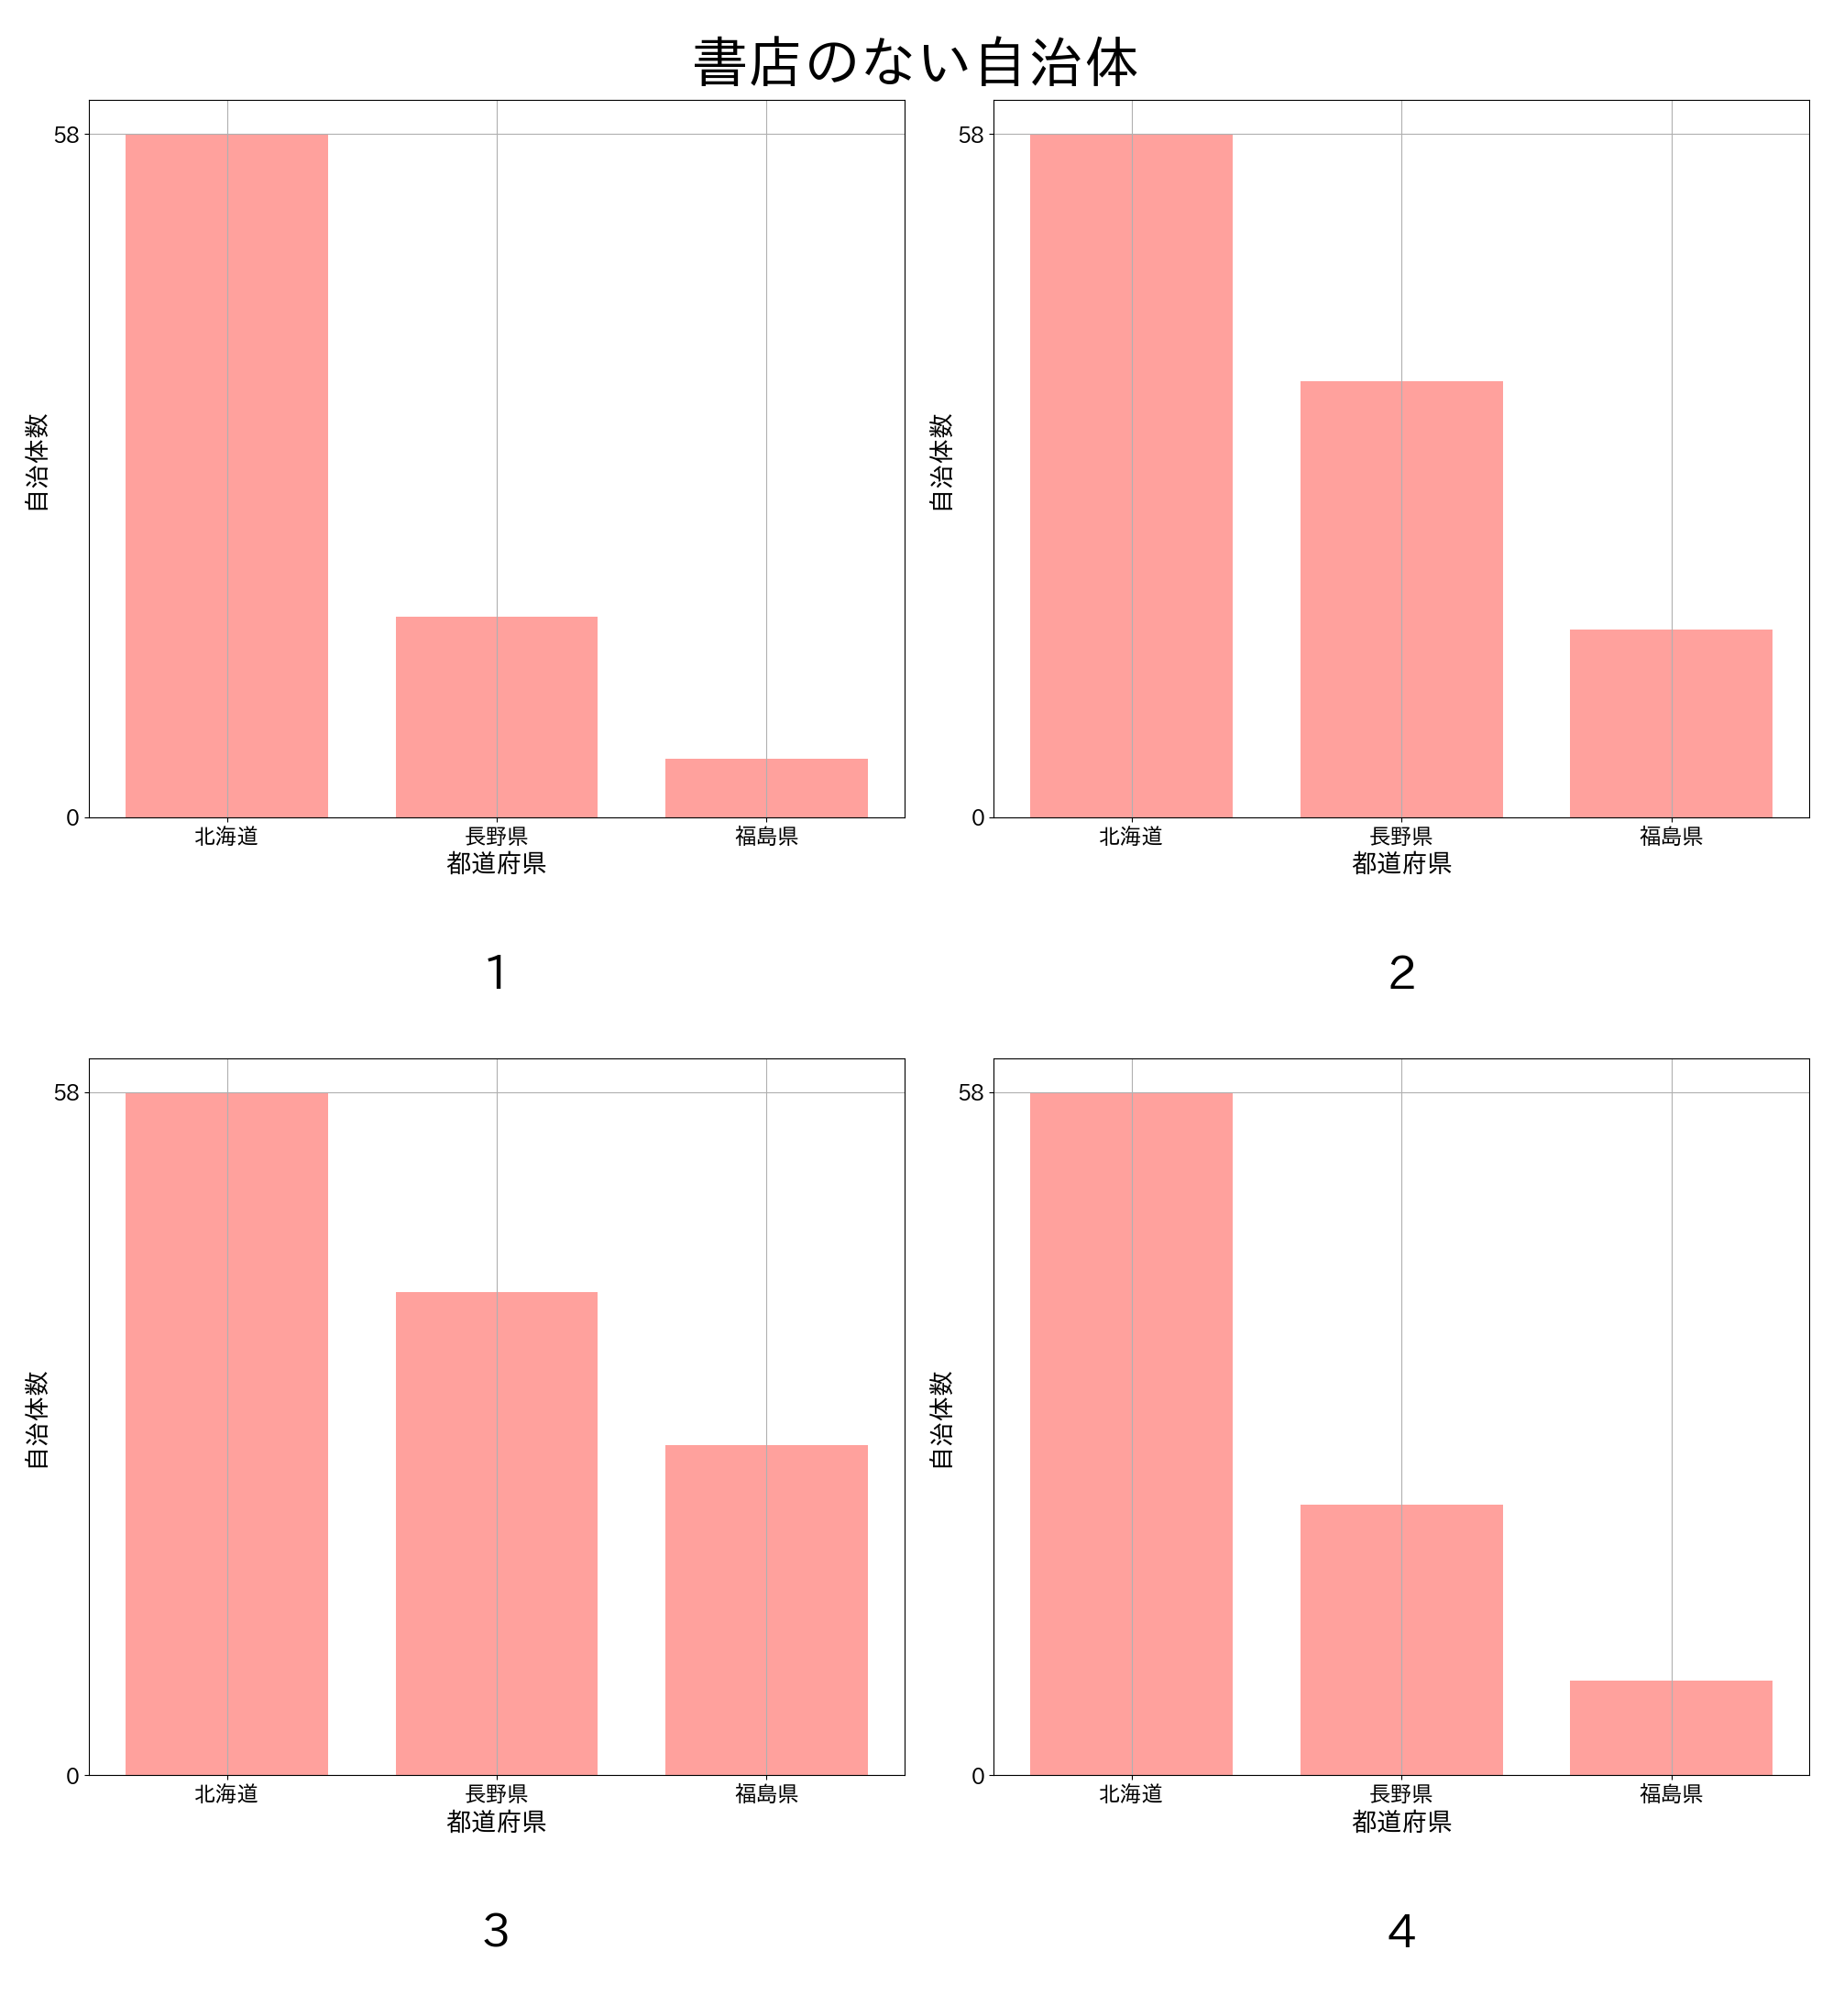 書店のない自治体
58
0
自治体数
北海道 長野県 福島県
都道府県
1
58
0
自治体数
北海道 長野県 福島県
都道府県
2
58
0
自治体数
北海道 長野県 福島県
都道府県
3
58
0
自治体数
北海道 長野県 福島県
都道府県
4